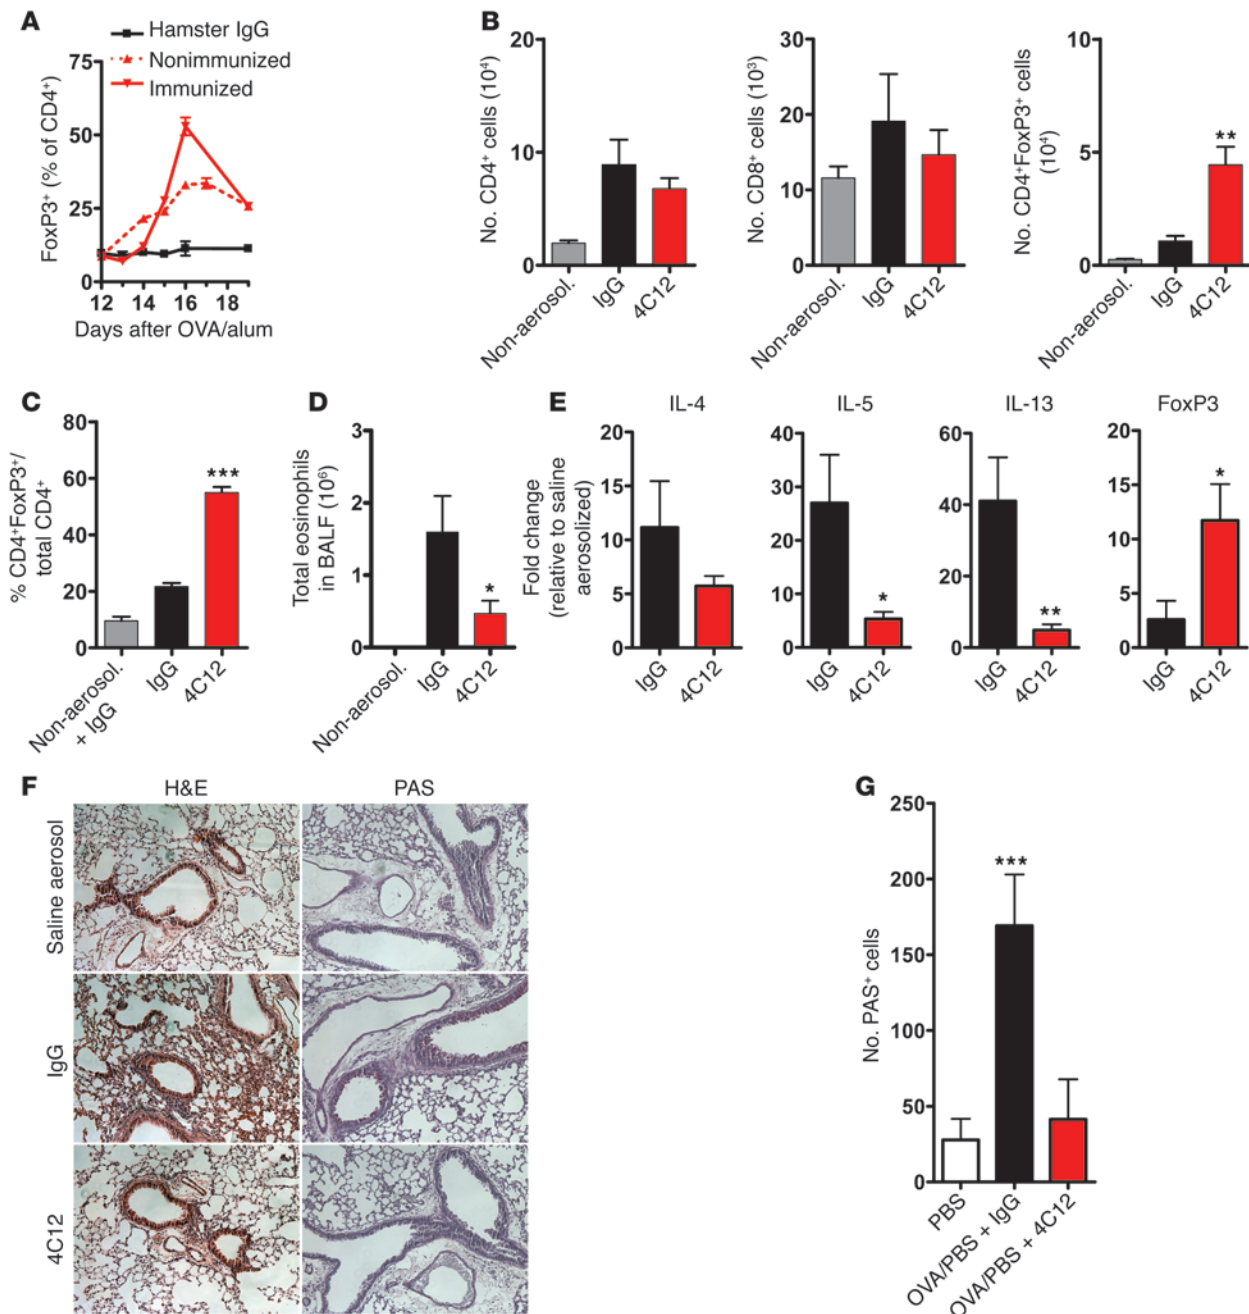 A
Hamster IgG
Nonimmunized
Immunized
FoxP3⁺ (% of CD4⁺)
75
50
25
0
12
14
16
18
Days after OVA/alum
B
No. CD4⁺ cells (10⁴)
20
10
0
Non-aerosol.
IgG
4C12
No. CD8⁺ cells (10³)
30
20
10
0
Non-aerosol.
IgG
4C12
No. CD4⁺FoxP3⁺ cells
(10⁴)
10
5
0
**
Non-aerosol.
IgG
4C12
C
% CD4⁺FoxP3⁺/
total CD4⁺
80
60
40
20
0
***
Non-aerosol.
+ IgG
IgG
4C12
D
Total eosinophils
in BALF (10⁶)
3
2
1
0
*
Non-aerosol.
IgG
4C12
E
Fold change
(relative to saline
aerosolized)
IL-4
20
15
10
5
0
IgG
4C12
IL-5
40
30
20
10
0
*
IgG
4C12
IL-13
60
40
20
0
**
IgG
4C12
FoxP3
20
15
10
5
0
*
IgG
4C12
F
H&E
PAS
Saline aerosol
IgG
4C12
G
No. PAS⁺ cells
250
200
150
100
50
0
***
PBS
OVA/PBS + IgG
OVA/PBS + 4C12